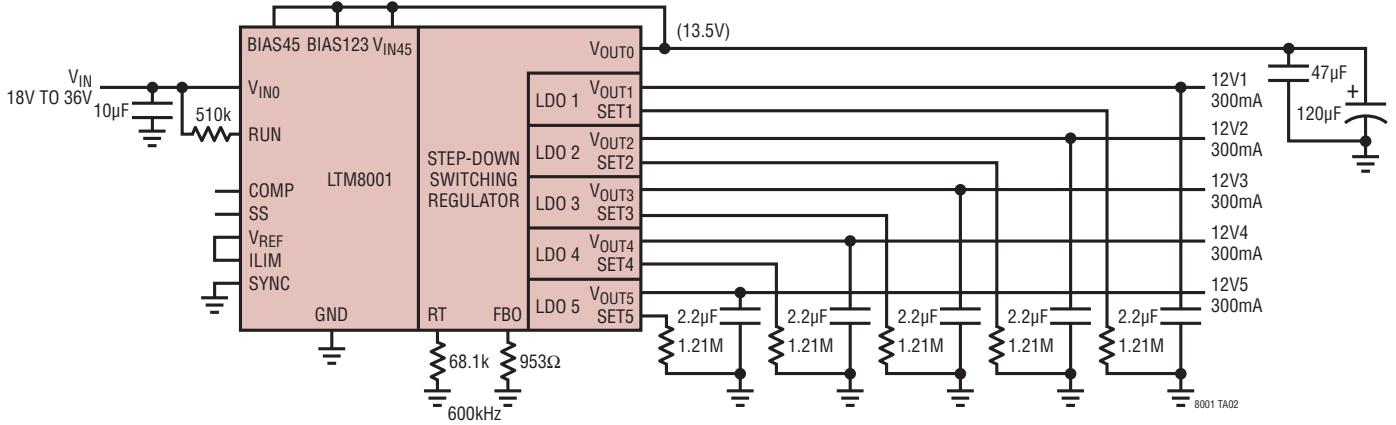 BIAS45 BIAS123 VIN45
VOUT0
(13.5V)
VIN
18V TO 36V
10µF
510k
VIN0
RUN
COMP
SS
VREF
ILIM
SYNC
GND
LTM8001
STEP-DOWN
SWITCHING
REGULATOR
RT
FBO
68.1k
953Ω
600kHz
LDO 1
VOUT1
SET1
LDO 2
VOUT2
SET2
LDO 3
VOUT3
SET3
LDO 4
VOUT4
SET4
LDO 5
VOUT5
SET5
2.2µF
1.21M
2.2µF
1.21M
2.2µF
1.21M
2.2µF
1.21M
2.2µF
1.21M
12V1
300mA
12V2
300mA
12V3
300mA
12V4
300mA
12V5
300mA
47µF
+
120µF
8001 TA02